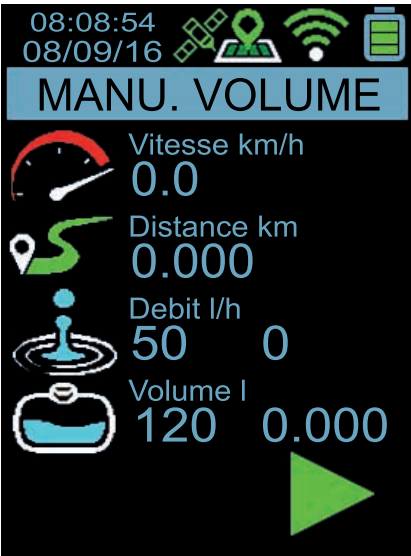 08:08:54
08/09/16
MANU. VOLUME
Vitesse km/h
0.0
Distance km
0.000
Debit l/h
50 0
Volume l
120 0.000